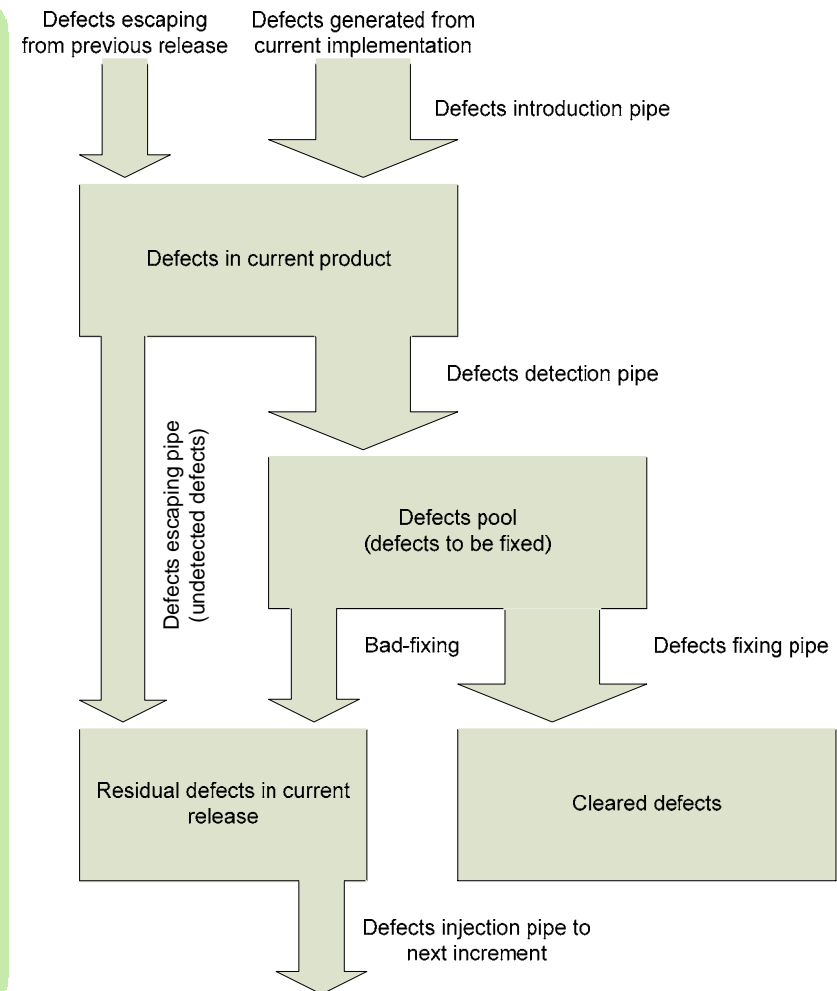 Defects escaping
from previous release
Defects generated from
current implementation
Defects introduction pipe
Defects in current product
Defects detection pipe
Defects escaping pipe
(undetected defects)
Defects pool
(defects to be fixed)
Bad-fixing
Defects fixing pipe
Residual defects in current
release
Cleared defects
Defects injection pipe to
next increment